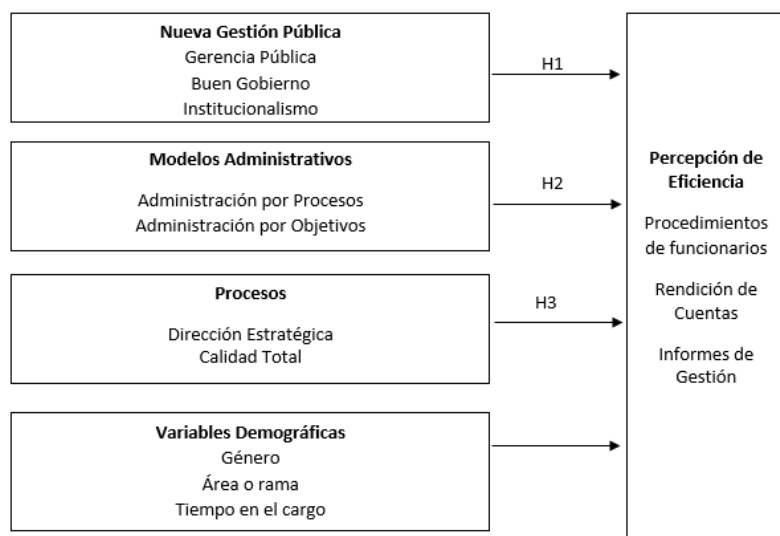 Nueva Gestión Pública
Gerencia Pública
Buen Gobierno
Institucionalismo
H1
Modelos Administrativos
Administración por Procesos
Administración por Objetivos
H2
Procesos
Dirección Estratégica
Calidad Total
H3
Variables Demográficas
Género
Área o rama
Tiempo en el cargo
Percepción de
Eficiencia
Procedimientos
de funcionarios
Rendición de
Cuentas
Informes de
Gestión